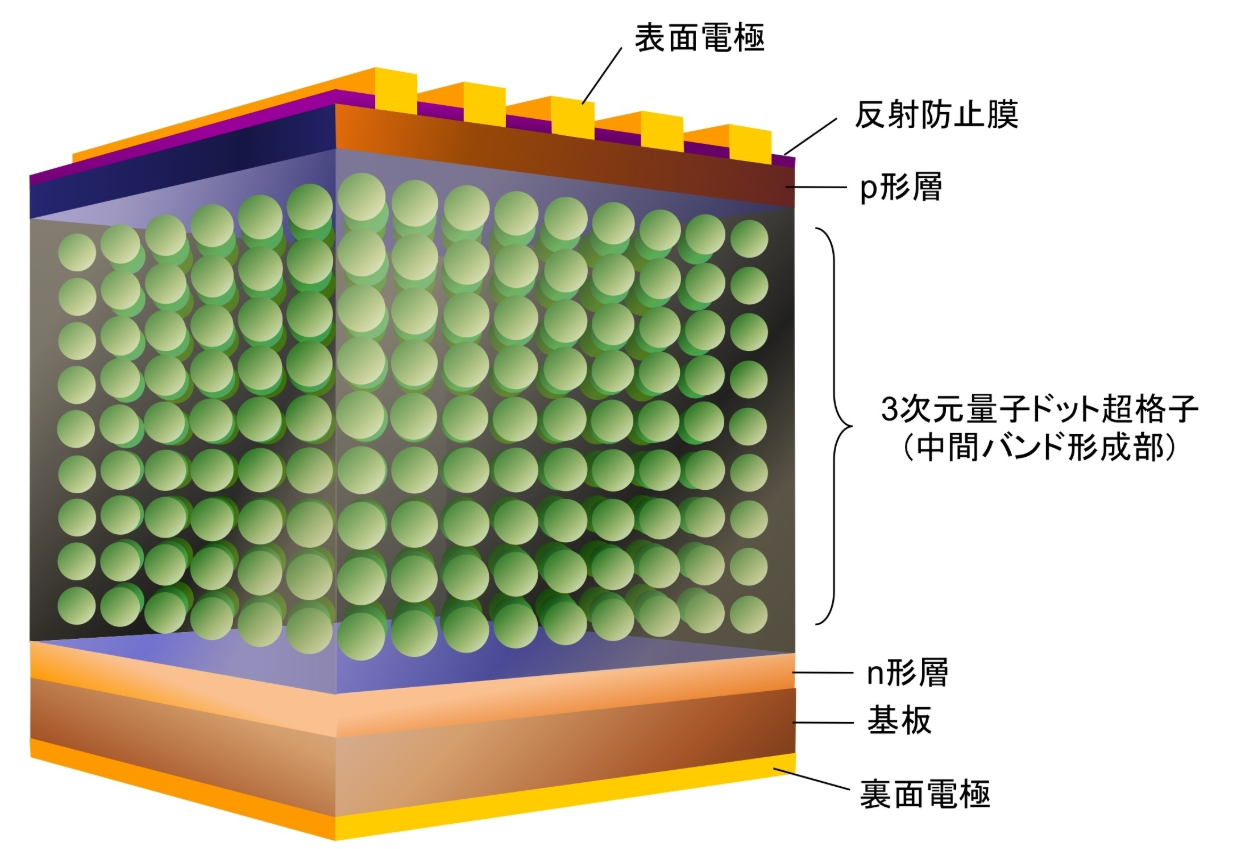 表面電極
反射防止膜
p形層
3次元量子ドット超格子
(中間バンド形成部)
n形層
基板
裏面電極